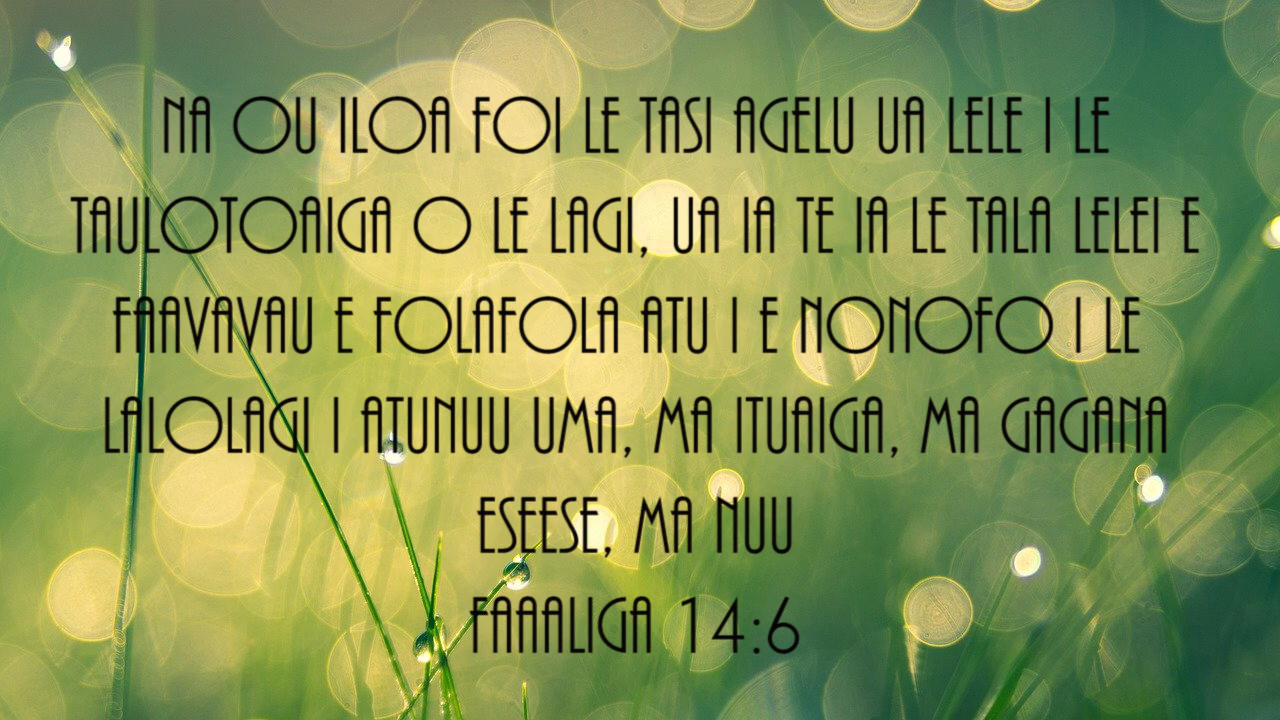 NA OU ILOA FOI LE TASI AGELU UA LELE I LE
TAULOTOAIGA O LE LAGI, UA IA TE IA LE TALA LELEI E
FAAVAVAU E FOLAFOLA ATU I E NONOFO I LE
LALOLAGI I ATUNUU UMA, MA ITUAIGA, MA GAGANA
ESEESE, MA NUU
FAAALIGA 14:6